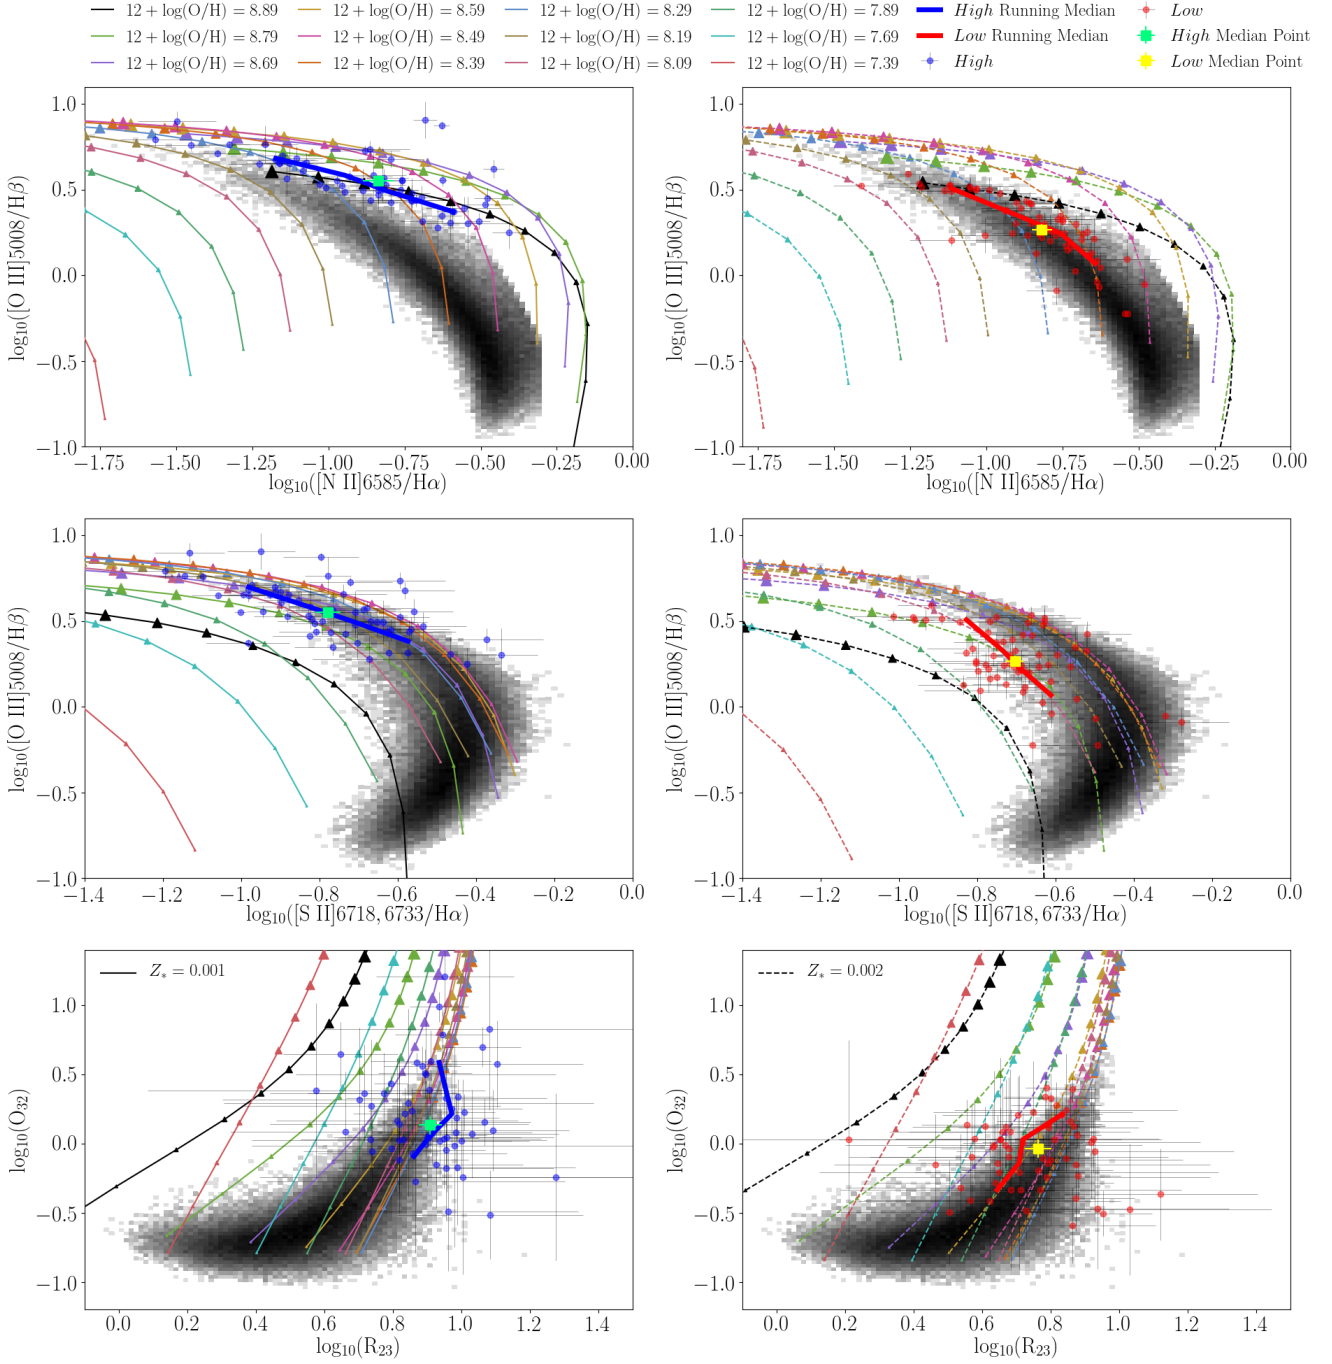 12 + log(O/H) = 8.89 12 + log(O/H) = 8.59 12 + log(O/H) = 8.29 12 + log(O/H) = 7.89 High Running Median Low
12 + log(O/H) = 8.79 12 + log(O/H) = 8.49 12 + log(O/H) = 8.19 12 + log(O/H) = 7.69 Low Running Median High Median Point
12 + log(O/H) = 8.69 12 + log(O/H) = 8.39 12 + log(O/H) = 8.09 12 + log(O/H) = 7.39 High Low Median Point
log₁₀([O III]5008/Hβ)
1.0
0.5
0.0
−0.5
−1.0
−1.75 −1.50 −1.25 −1.00 −0.75 −0.50 −0.25 0.00
log₁₀([N II]6585/Hα)
log₁₀([O III]5008/Hβ)
1.0
0.5
0.0
−0.5
−1.0
−1.75 −1.50 −1.25 −1.00 −0.75 −0.50 −0.25 0.00
log₁₀([N II]6585/Hα)
log₁₀([O III]5008/Hβ)
1.0
0.5
0.0
−0.5
−1.0
−1.4 −1.2 −1.0 −0.8 −0.6 −0.4 −0.2 0.0
log₁₀([S II]6718, 6733/Hα)
log₁₀([O III]5008/Hβ)
1.0
0.5
0.0
−0.5
−1.0
−1.4 −1.2 −1.0 −0.8 −0.6 −0.4 −0.2 0.0
log₁₀([S II]6718, 6733/Hα)
Z* = 0.001
log₁₀(O₃₂)
1.0
0.5
0.0
−0.5
−1.0
0.0 0.2 0.4 0.6 0.8 1.0 1.2 1.4
log₁₀(R₂₃)
Z* = 0.002
log₁₀(O₃₂)
1.0
0.5
0.0
−0.5
−1.0
0.0 0.2 0.4 0.6 0.8 1.0 1.2 1.4
log₁₀(R₂₃)